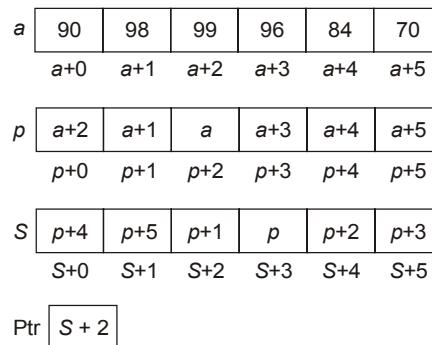 a 90 98 99 96 84 70
a+0 a+1 a+2 a+3 a+4 a+5
p a+2 a+1 a a+3 a+4 a+5
p+0 p+1 p+2 p+3 p+4 p+5
S p+4 p+5 p+1 p p+2 p+3
S+0 S+1 S+2 S+3 S+4 S+5
Ptr S + 2